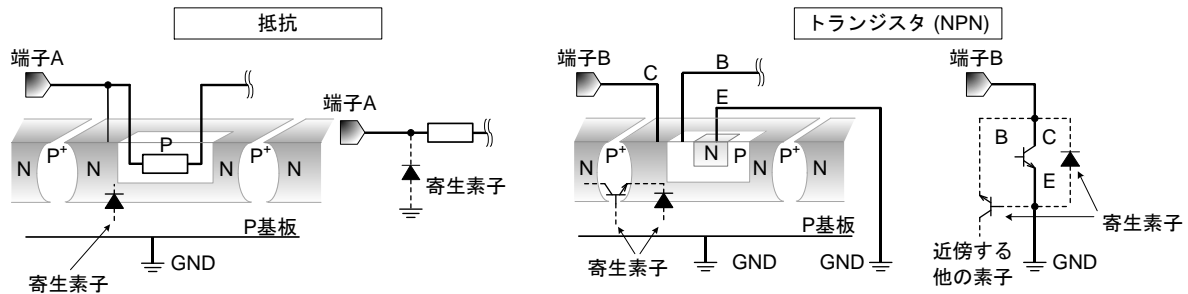 抵抗
端子A
N
P+
N
P
N
P+
N
寄生素子
P基板
GND
端子A
寄生素子
トランジスタ (NPN)
端子B
C
B
E
N
P+
N
N
P
N
P+
N
寄生素子
P基板
GND
GND
端子B
B
C
E
近傍する
他の素子
寄生素子
GND